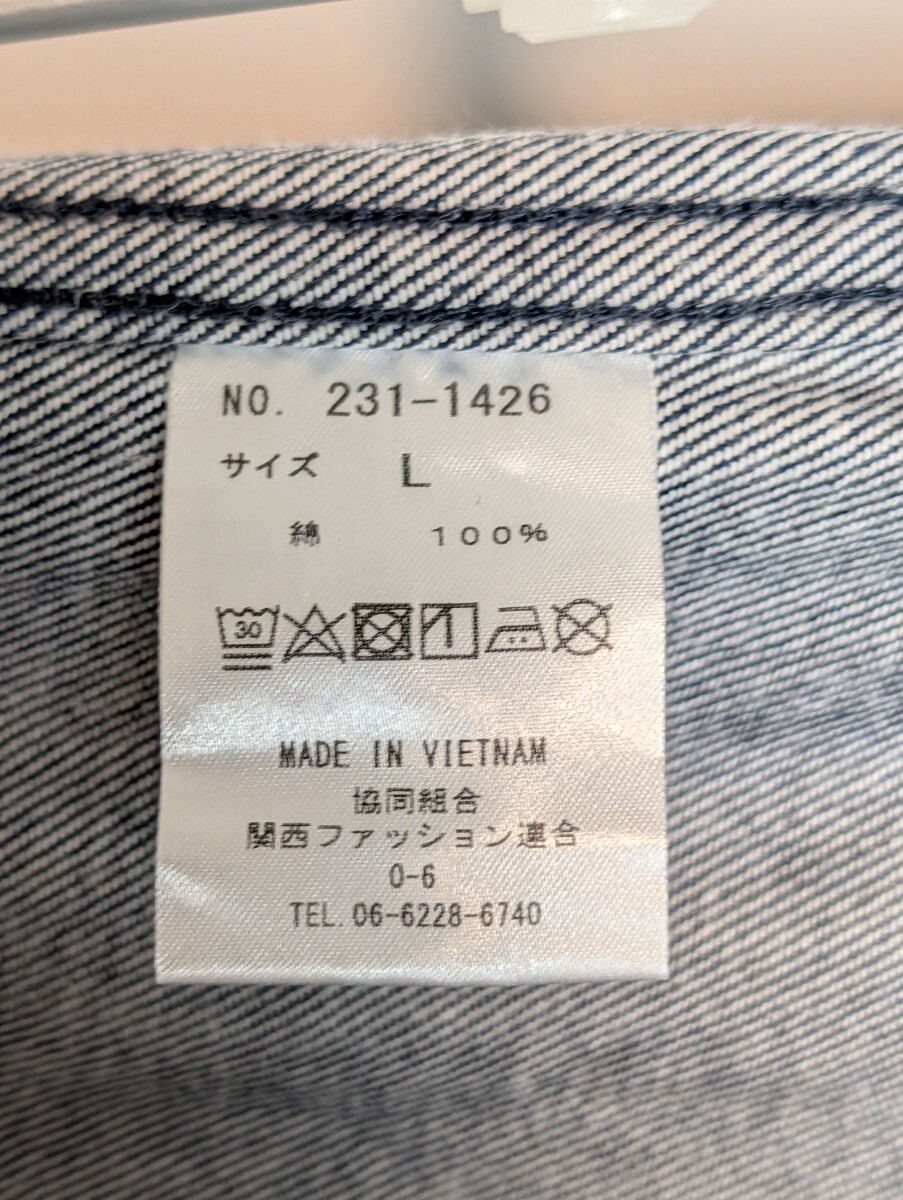 NO. 231-1426
サイズ L
綿 100%
30
MADE IN VIETNAM
協同組合
関西ファッション連合
0-6
TEL.06-6228-6740